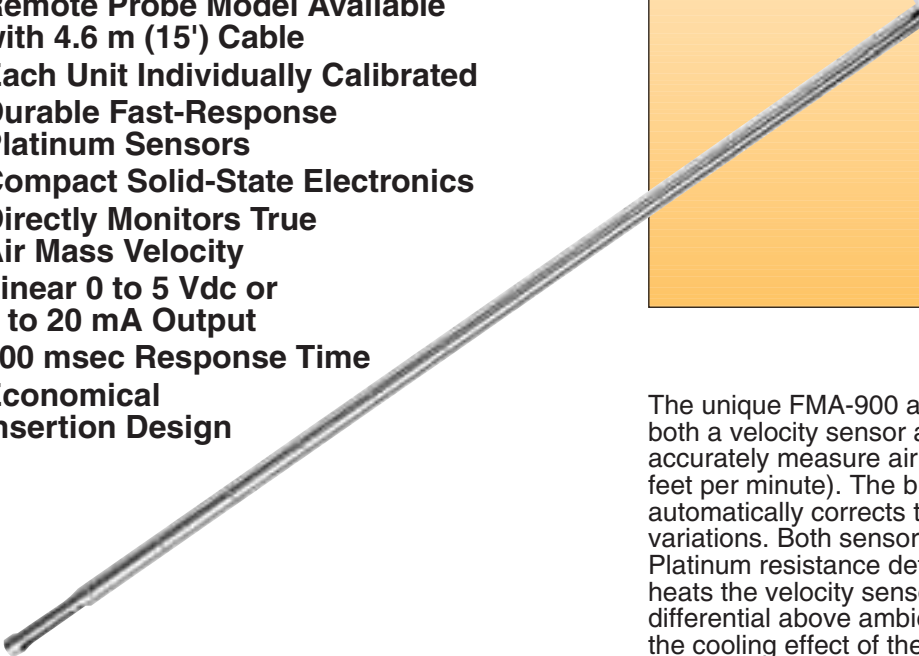 Remote Probe Model Available
with 4.6 m (15') Cable
Each Unit Individually Calibrated
Durable Fast-Response
Platinum Sensors
Compact Solid-State Electronics
Directly Monitors True
Air Mass Velocity
Linear 0 to 5 Vdc or
to 20 mA Output
00 msec Response Time
Economical
Insertion Design
The unique FMA-900 a
both a velocity sensor a
accurately measure air
feet per minute). The b
automatically corrects t
variations. Both sensor
Platinum resistance det
heats the velocity sens
differential above ambi
the cooling effect of the